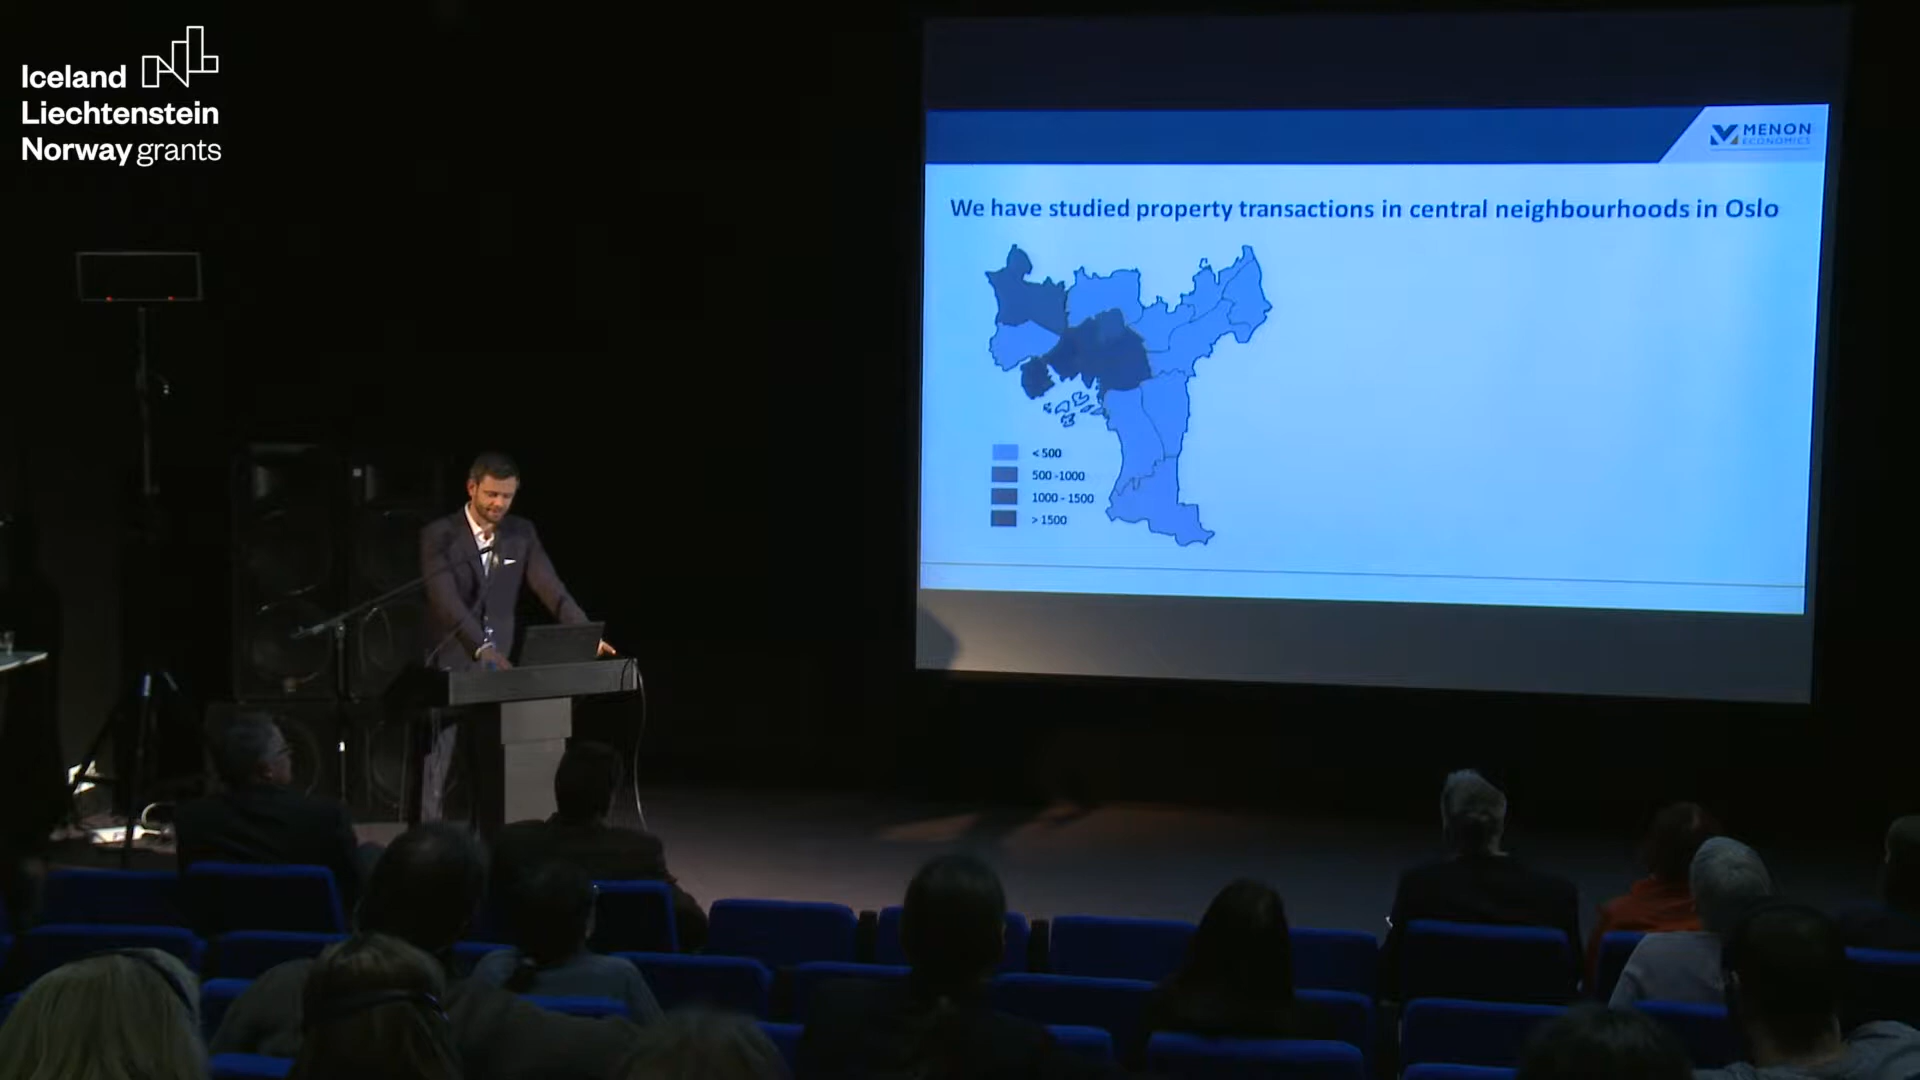 Iceland
Liechtenstein
Norway grants
MENON
ECONOMICS
We have studied property transactions in central neighbourhoods in Oslo
< 500
500 -1000
1000 - 1500
> 1500